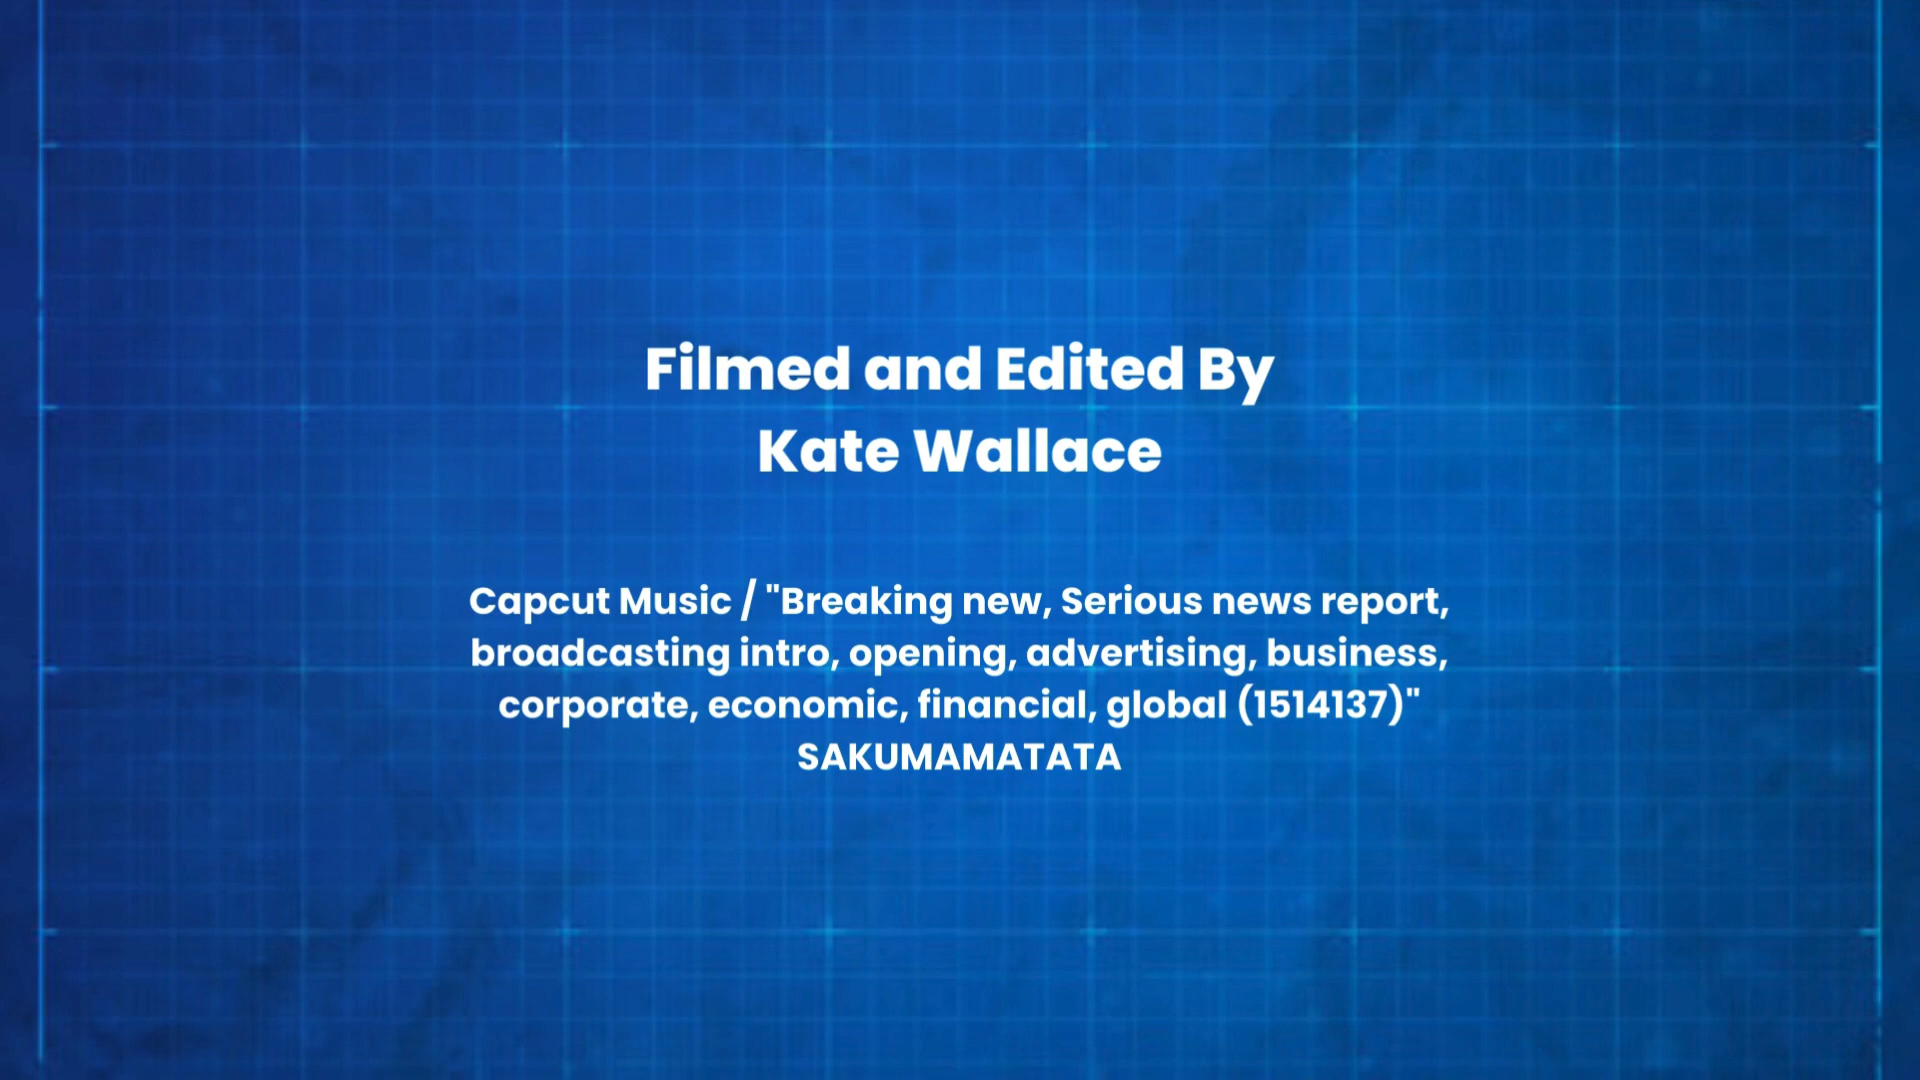 Filmed and Edited By
Kate Wallace
Capcut Music / "Breaking new, Serious news report,
broadcasting intro, opening, advertising, business,
corporate, economic, financial, global (1514137)"
SAKUMAMATATA